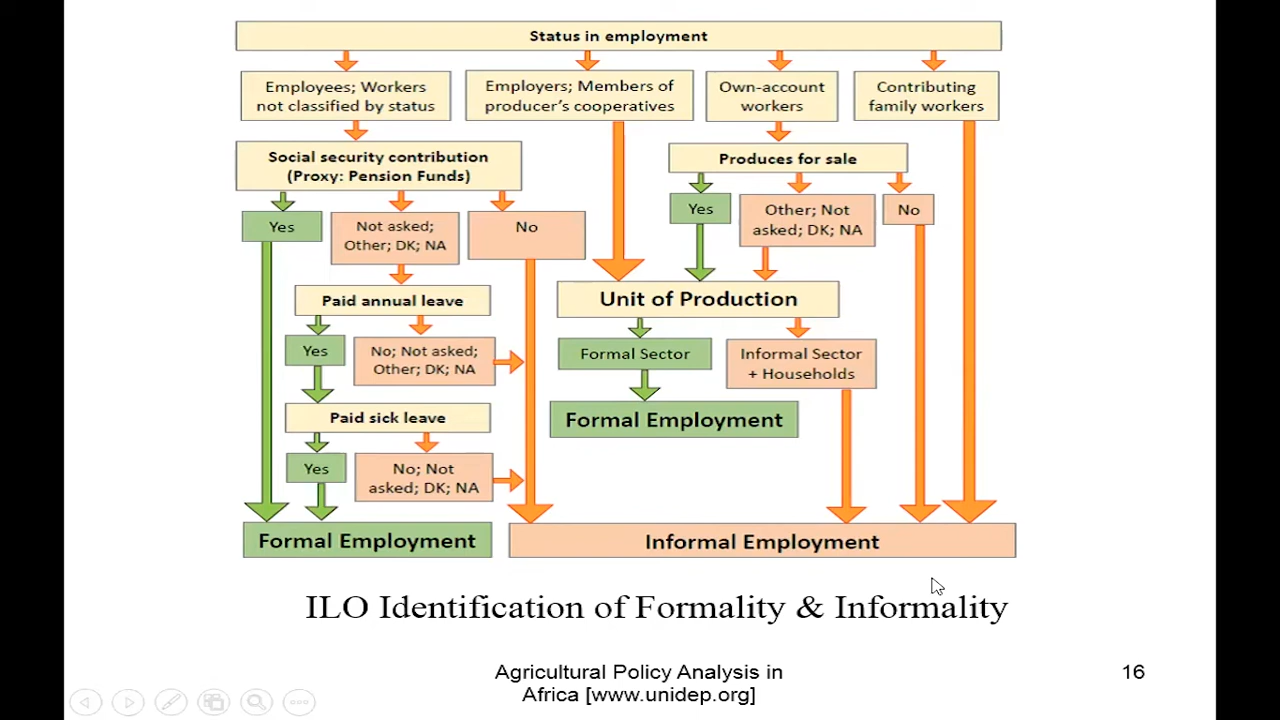 Status in employment
Employees; Workers
not classified by status
Employers; Members of
producer's cooperatives
Own-account
workers
Contributing
family workers
Social security contribution
(Proxy: Pension Funds)
Produces for sale
Yes
Not asked;
Other; DK; NA
No
Yes
Other; Not
asked; DK; NA
No
Paid annual leave
Unit of Production
Yes
No; Not asked;
Other; DK; NA
Formal Sector
Informal Sector
+ Households
Paid sick leave
Formal Employment
Yes
No; Not
asked; DK; NA
Formal Employment
Informal Employment
ILO Identification of Formality & Informality
Agricultural Policy Analysis in
Africa [www.unidep.org]
16